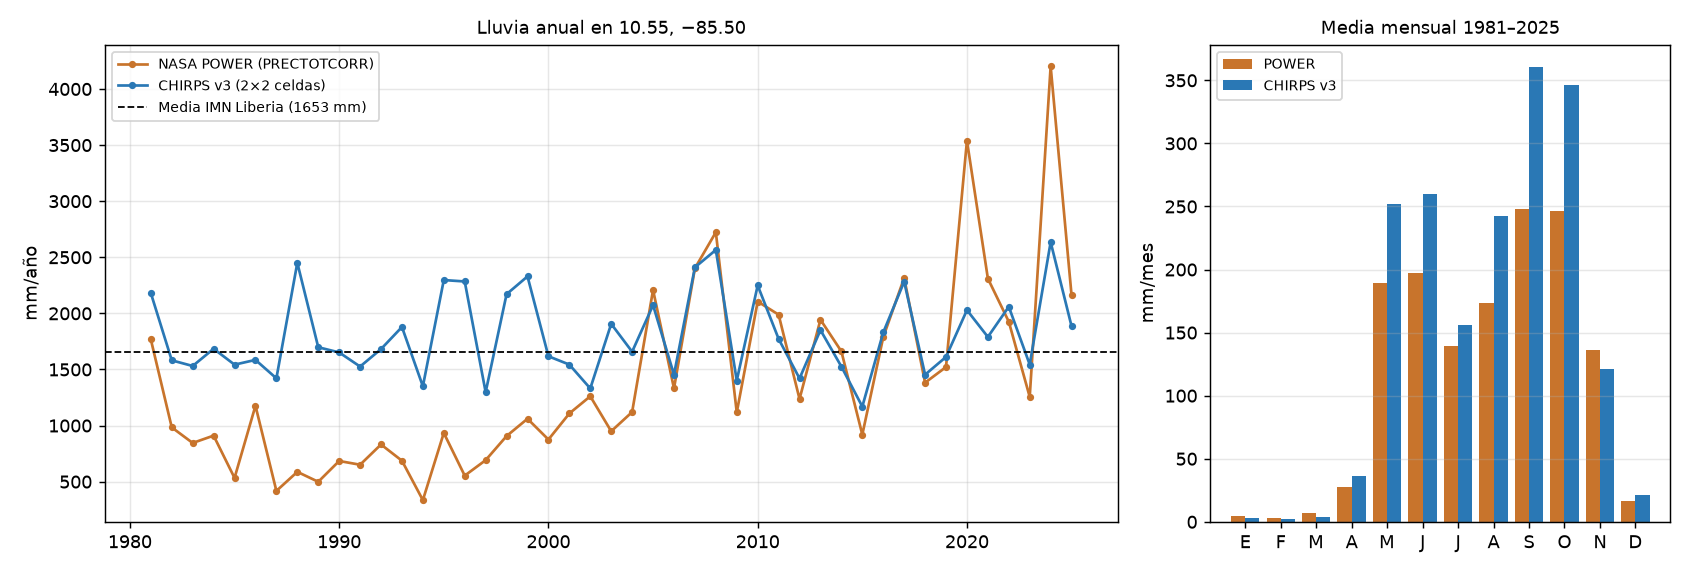 Lluvia anual en 10.55, −85.50
NASA POWER (PRECTOTCORR)
CHIRPS v3 (2×2 celdas)
Media IMN Liberia (1653 mm)
mm/año
4000
3500
3000
2500
2000
1500
1000
500
1980
1990
2000
2010
2020
Media mensual 1981–2025
POWER
CHIRPS v3
mm/mes
350
300
250
200
150
100
50
0
E F M A M J J A S O N D